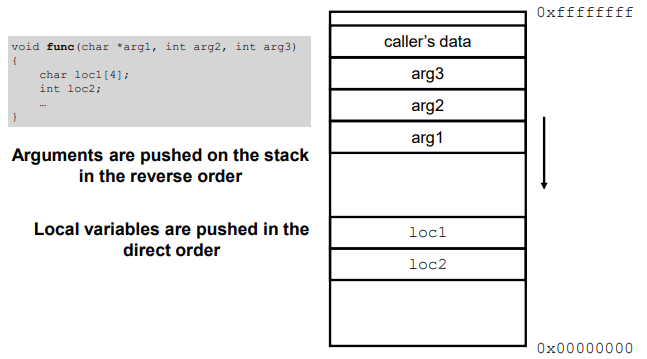 void func(char *arg1, int arg2, int arg3)
{
char loc1[4];
int loc2;
…
}
Arguments are pushed on the stack
in the reverse order
Local variables are pushed in the
direct order
0xffffffff
caller's data
arg3
arg2
arg1
loc1
loc2
0x00000000